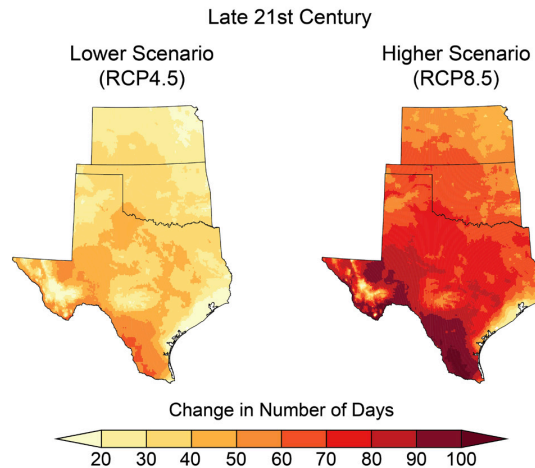 Late 21st Century
Lower Scenario
(RCP4.5)
Higher Scenario
(RCP8.5)
Change in Number of Days
20 30 40 50 60 70 80 90 100